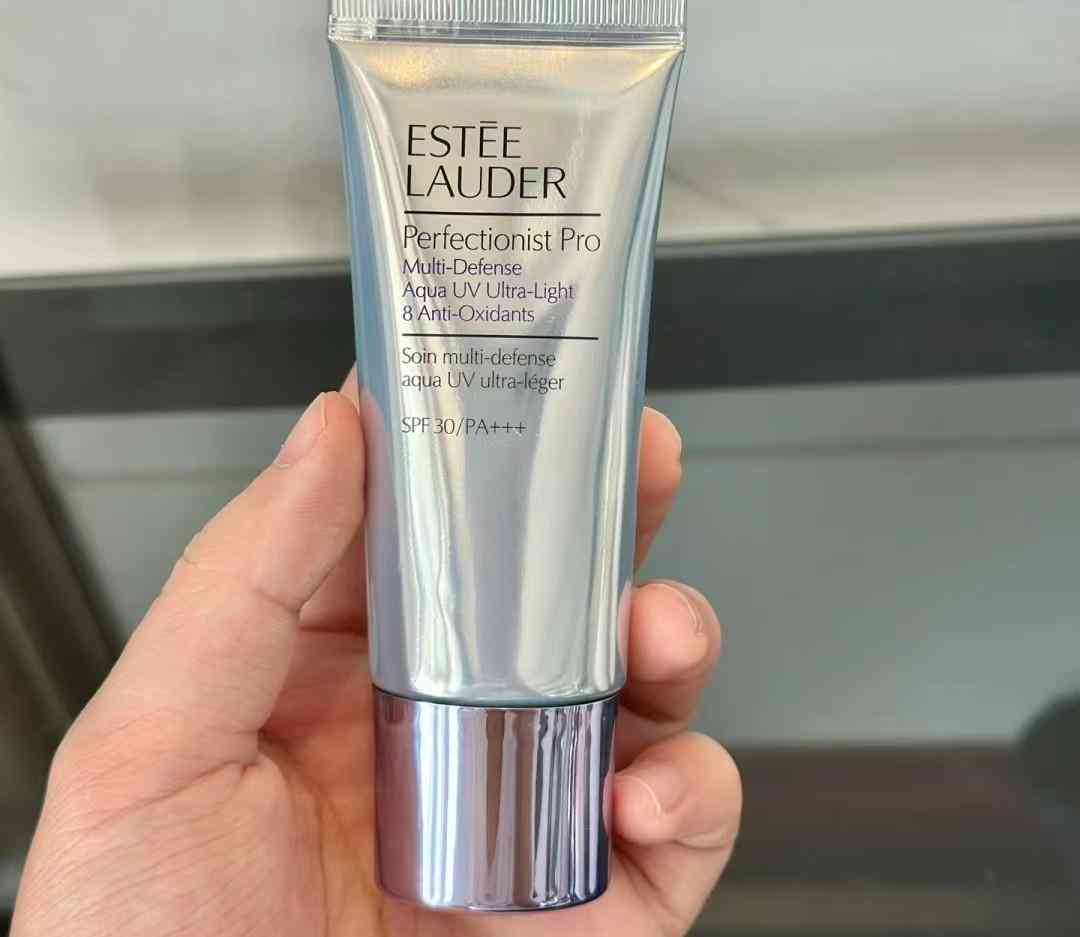 ESTĒE
LAUDER
Perfectionist Pro
Multi-Defense
Aqua UV Ultra-Light
8 Anti-Oxidants
Soin multi-defense
aqua UV ultra-léger
SPF 30/PA+++